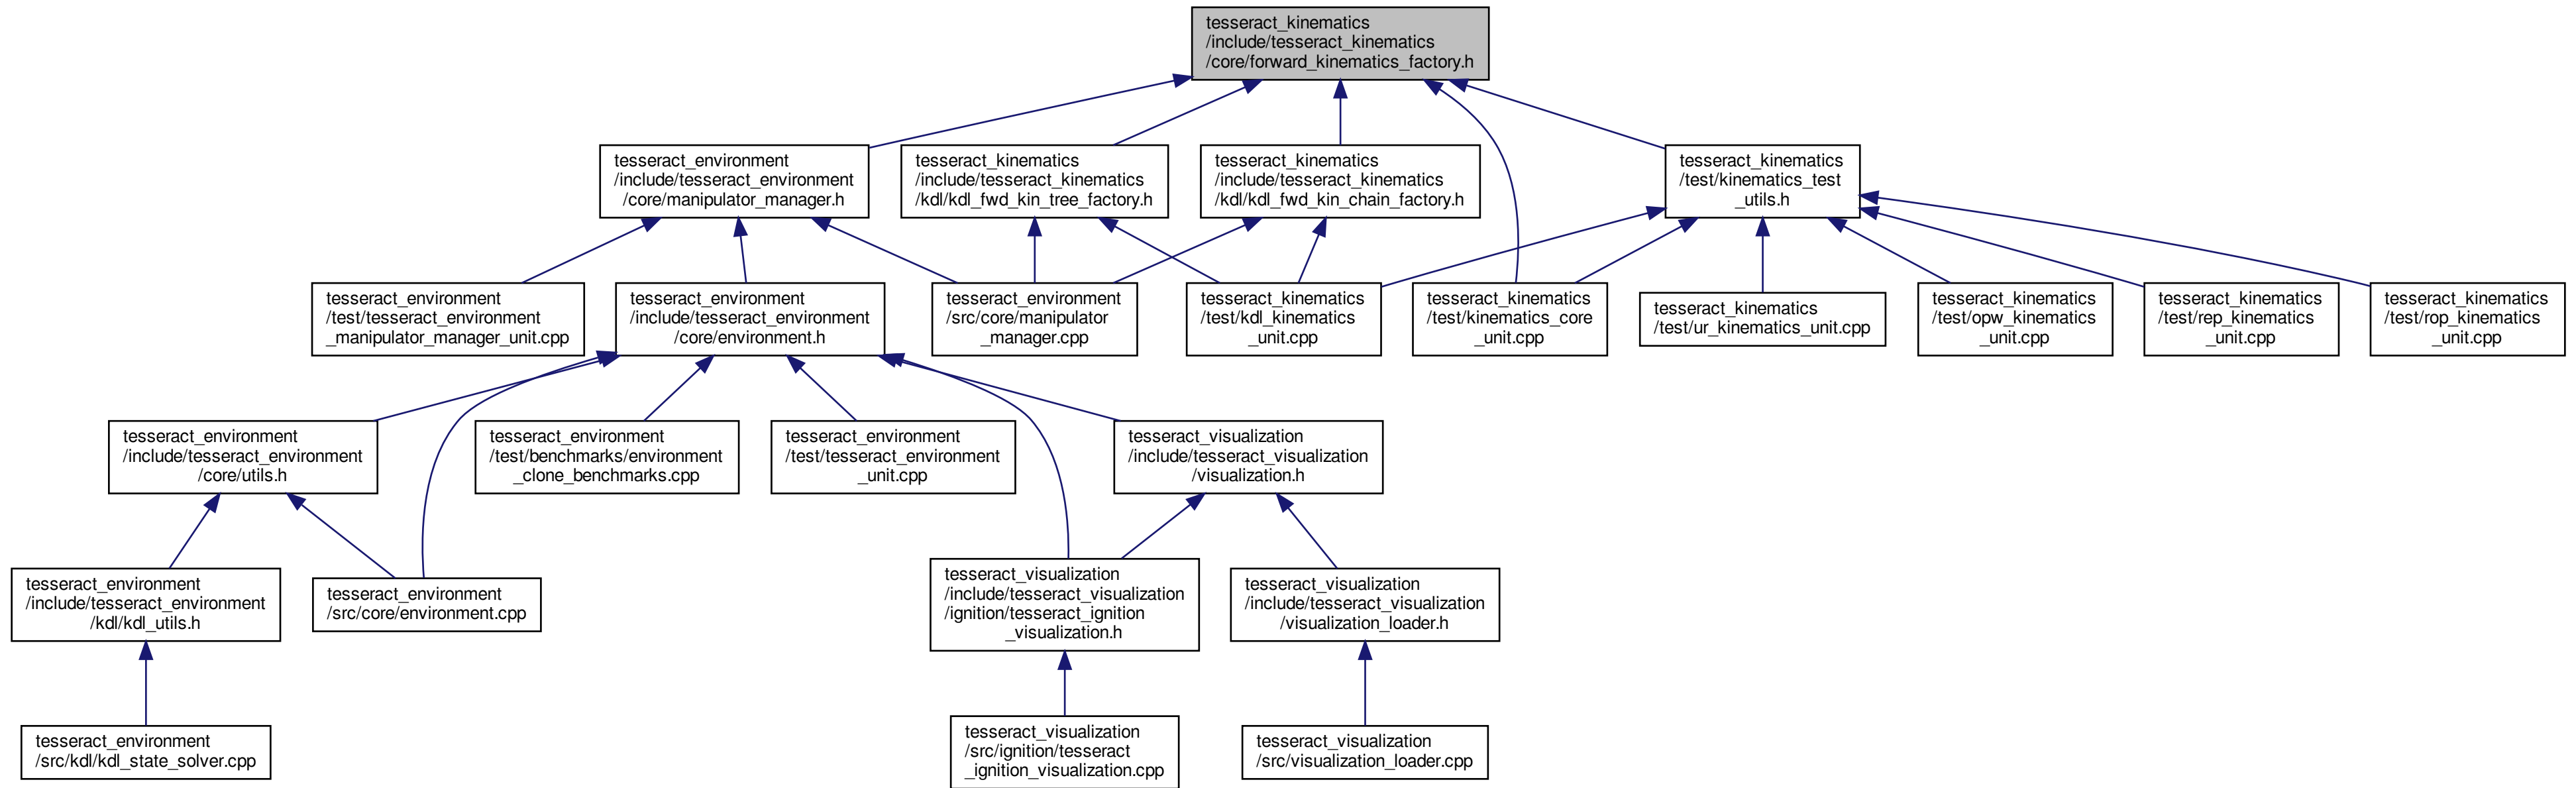 tesseract_kinematics
/include/tesseract_kinematics
/core/forward_kinematics_factory.h
tesseract_environment
/include/tesseract_environment
/core/manipulator_manager.h
tesseract_kinematics
/include/tesseract_kinematics
/kdl/kdl_fwd_kin_tree_factory.h
tesseract_kinematics
/include/tesseract_kinematics
/kdl/kdl_fwd_kin_chain_factory.h
tesseract_kinematics
/test/kinematics_test
_utils.h
tesseract_environment
/test/tesseract_environment
_manipulator_manager_unit.cpp
tesseract_environment
/include/tesseract_environment
/core/environment.h
tesseract_environment
/src/core/manipulator
_manager.cpp
tesseract_kinematics
/test/kdl_kinematics
_unit.cpp
tesseract_kinematics
/test/kinematics_core
_unit.cpp
tesseract_kinematics
/test/ur_kinematics_unit.cpp
tesseract_kinematics
/test/opw_kinematics
_unit.cpp
tesseract_kinematics
/test/rep_kinematics
_unit.cpp
tesseract_kinematics
/test/rop_kinematics
_unit.cpp
tesseract_environment
/include/tesseract_environment
/core/utils.h
tesseract_environment
/test/benchmarks/environment
_clone_benchmarks.cpp
tesseract_environment
/test/tesseract_environment
_unit.cpp
tesseract_visualization
/include/tesseract_visualization
/visualization.h
tesseract_environment
/include/tesseract_environment
/kdl/kdl_utils.h
tesseract_environment
/src/core/environment.cpp
tesseract_visualization
/include/tesseract_visualization
/ignition/tesseract_ignition
_visualization.h
tesseract_visualization
/include/tesseract_visualization
/visualization_loader.h
tesseract_environment
/src/kdl/kdl_state_solver.cpp
tesseract_visualization
/src/ignition/tesseract
_ignition_visualization.cpp
tesseract_visualization
/src/visualization_loader.cpp